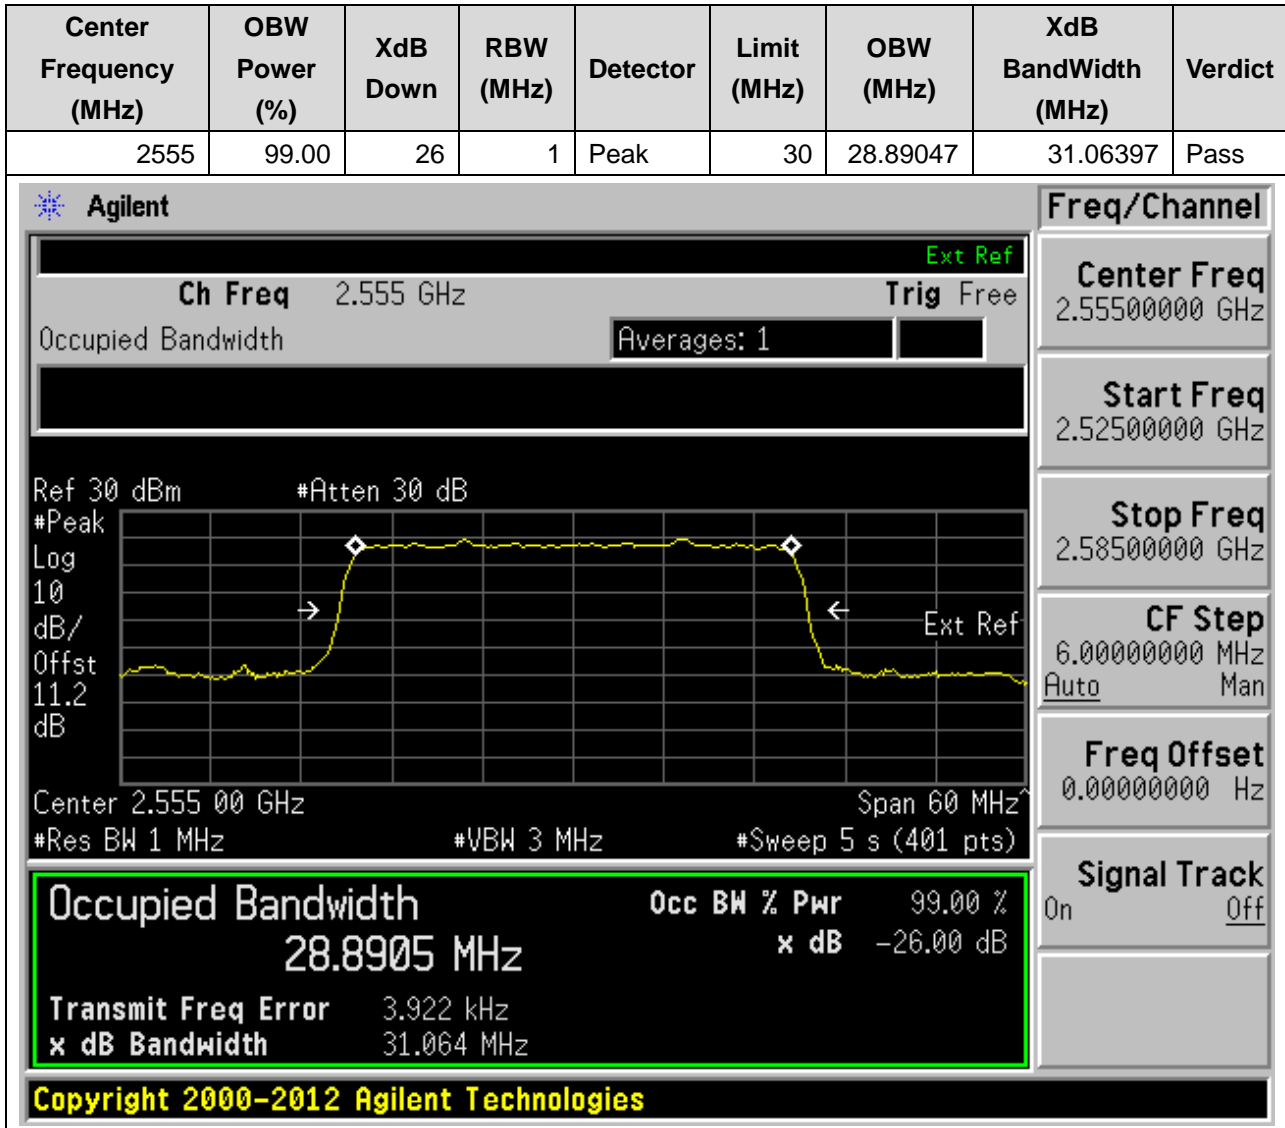 Center Frequency (MHz) OBW Power (%) XdB Down RBW (MHz) Detector Limit (MHz) OBW (MHz) XdB BandWidth (MHz) Verdict
2555 99.00 26 1 Peak 30 28.89047 31.06397 Pass
Agilent
Freq/Channel
Ext Ref
Ch Freq 2.555 GHz Trig Free
Occupied Bandwidth Averages: 1
Center Freq
2.55500000 GHz
Start Freq
2.52500000 GHz
Stop Freq
2.58500000 GHz
CF Step
6.00000000 MHz
Auto Man
Freq Offset
0.00000000 Hz
Signal Track
On Off
Ref 30 dBm #Atten 30 dB
#Peak
Log
10
dB/
Offst
11.2
dB
Ext Ref
Center 2.555 00 GHz Span 60 MHz^
#Res BW 1 MHz #VBW 3 MHz #Sweep 5 s (401 pts)
Occupied Bandwidth Occ BW % Pwr 99.00 %
28.8905 MHz x dB -26.00 dB
Transmit Freq Error 3.922 kHz
x dB Bandwidth 31.064 MHz
Copyright 2000-2012 Agilent Technologies